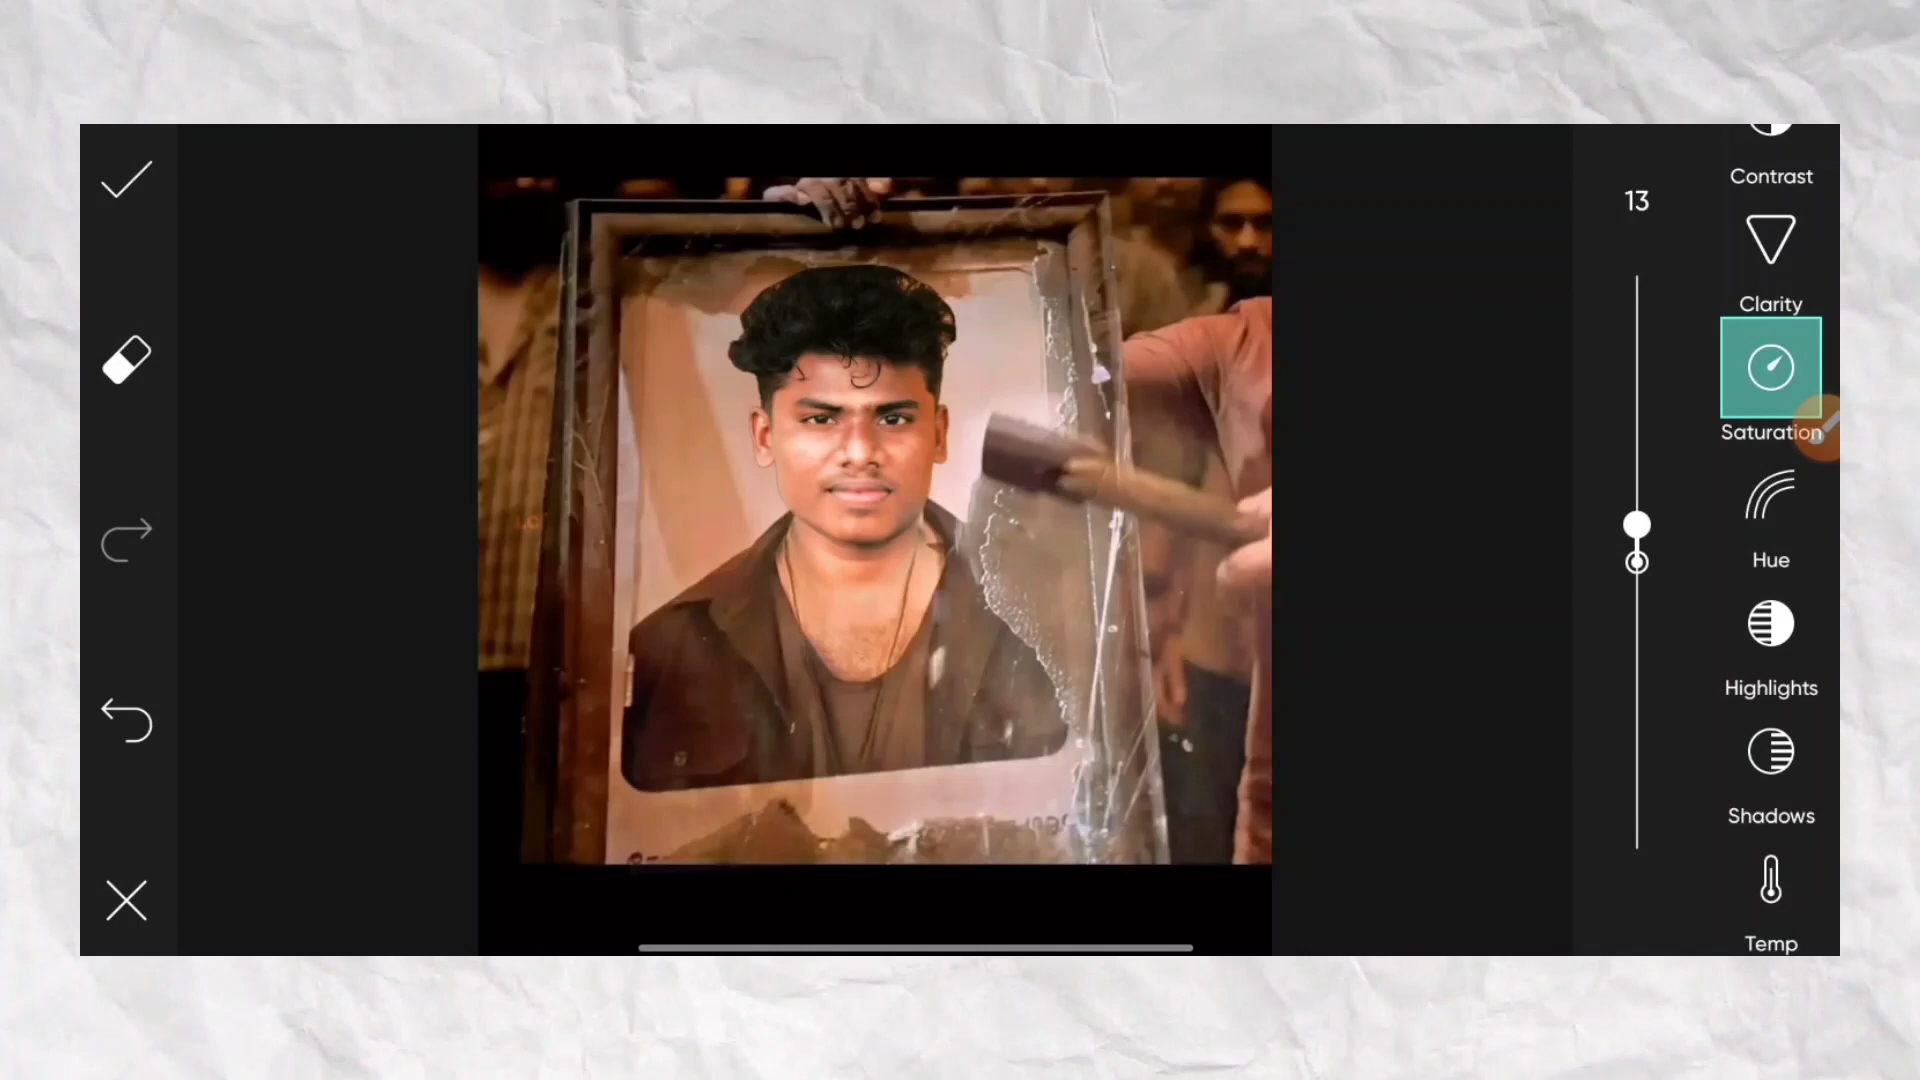 Contrast
13
Clarity
Saturation
Hue
Highlights
Shadows
Temp